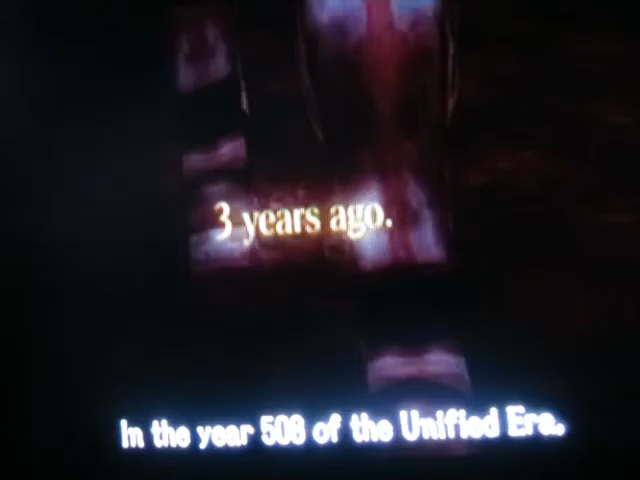 3 years ago.
In the year 508 of the Unified Era.